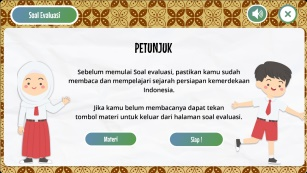 Soal Evaluasi
PETUNJUK
Sebelum memulai Soal evaluasi, pastikan kamu sudah
membaca dan mempelajari sejarah persiapan kemerdekaan
Indonesia.
Jika kamu belum membacanya dapat tekan
tombol materi untuk keluar dari halaman soal evaluasi.
Materi
Siap !